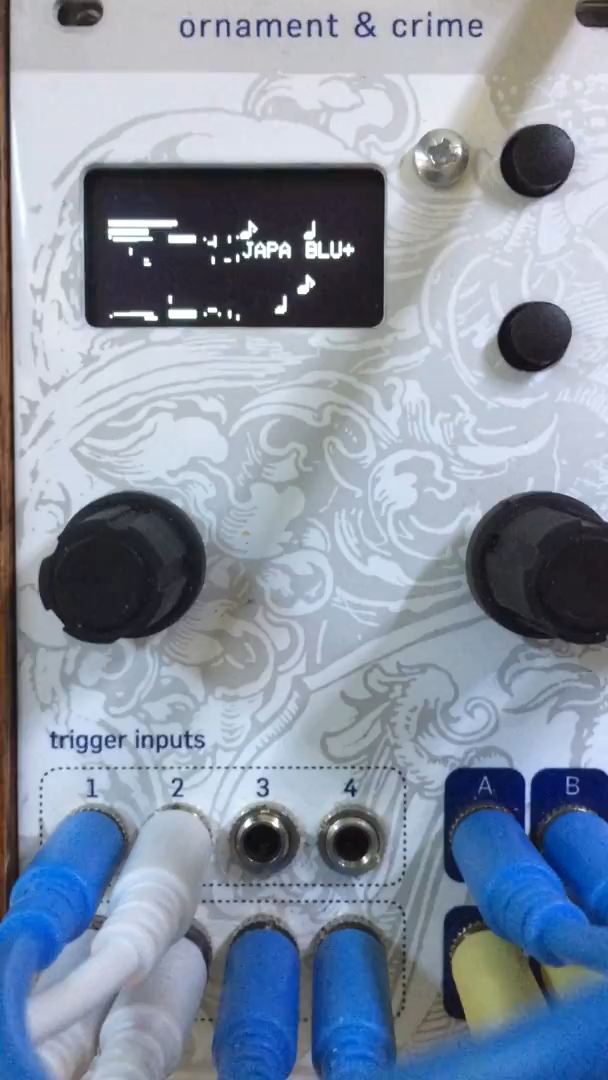 ornament & crime
JAPA BLU+
trigger inputs
1 2 3 4
A B